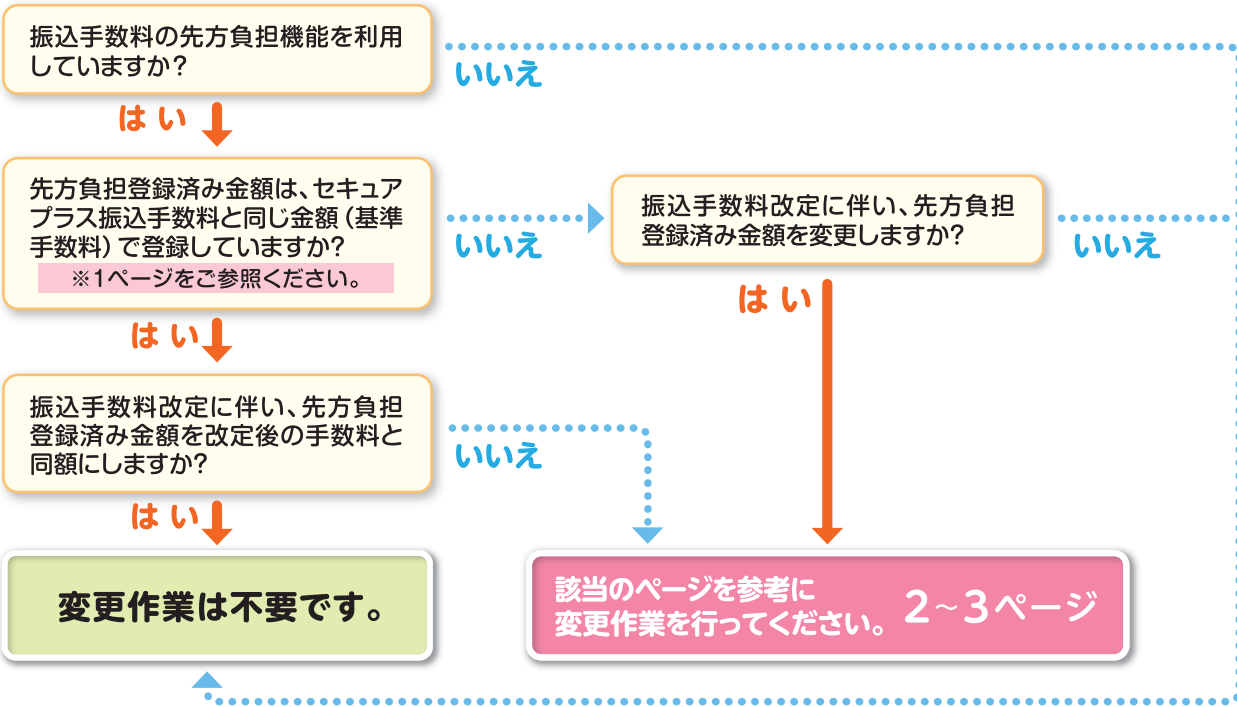 振込手数料の先方負担機能を利用
していますか？
いいえ
はい
先方負担登録済み金額は、セキュア
プラス振込手数料と同じ金額（基準
手数料）で登録していますか？
※1ページをご参照ください。
いいえ
振込手数料改定に伴い、先方負担
登録済み金額を変更しますか？
いいえ
はい
はい
振込手数料改定に伴い、先方負担
登録済み金額を改定後の手数料と
同額にしますか？
いいえ
はい
変更作業は不要です。
該当のページを参考に
変更作業を行ってください。
2～3ページ